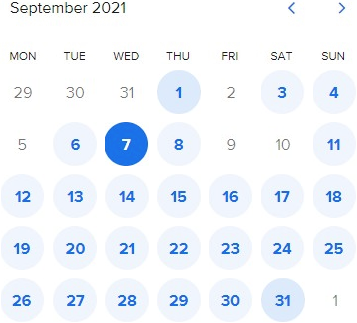 September 2021
MON TUE WED THU FRI SAT SUN
29 30 31 1 2 3 4
5 6 7 8 9 10 11
12 13 14 15 16 17 18
19 20 21 22 23 24 25
26 27 28 29 30 31 1